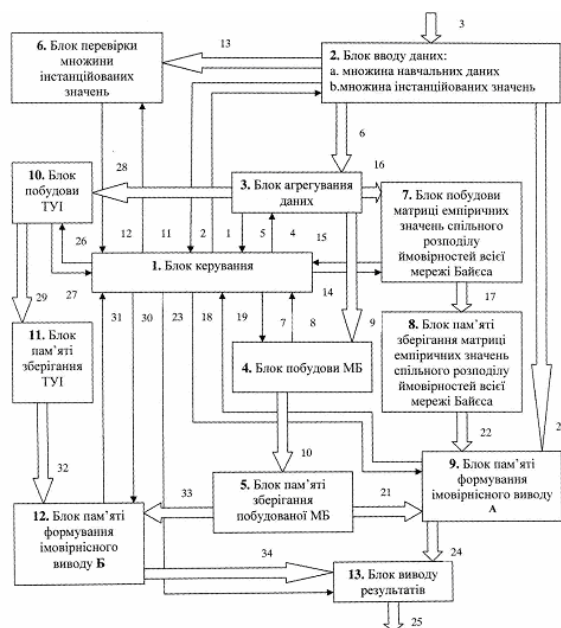 3
6. Блок перевірки
множини
інстанційованих
значень
13
2. Блок вводу даних:
a. множина навчальних даних
b.множина інстанційованих значень
6
16
28
10. Блок
побудови
ТУІ
3. Блок агрегування
даних
7. Блок побудови
матриці емпіричних
значень спільного
розподілу
ймовірностей всієї
мережі Байєса
26
12
11
2
1
5
4
15
1. Блок керування
14
17
29
27
31
30
23
18
19
7
8
9
11. Блок
пам’яті
зберігання
ТУІ
4. Блок побудови МБ
8. Блок пам’яті
зберігання матриці
емпіричних значень
спільного розподілу
ймовірностей всієї
мережі Байєса
10
22
2
32
33
5. Блок пам’яті
зберігання
побудованої МБ
21
9. Блок пам’яті
формування
імовірнісного виводу
А
12. Блок пам’яті
формування
імовірнісного
виводу Б
34
24
13. Блок виводу
результатів
25